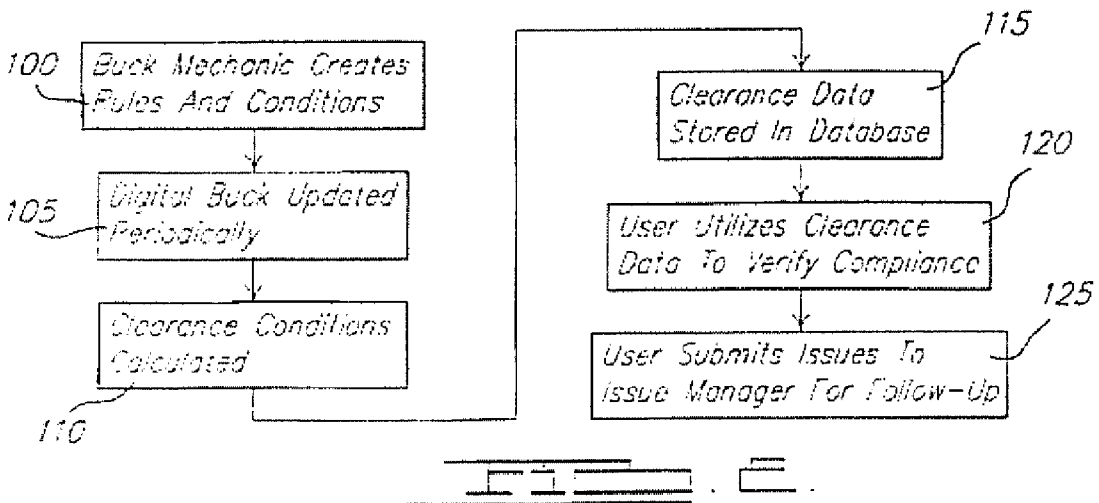 100
Buck Mechanic Creates
Rules And Conditions
105
Digital Buck Updated
Periodically
Clearance Conditions
Calculated
110
115
Clearance Data
Stored In Database
120
User Utilizes Clearance
Data To Verify Compliance
125
User Submits Issues To
Issue Manager For Follow-Up